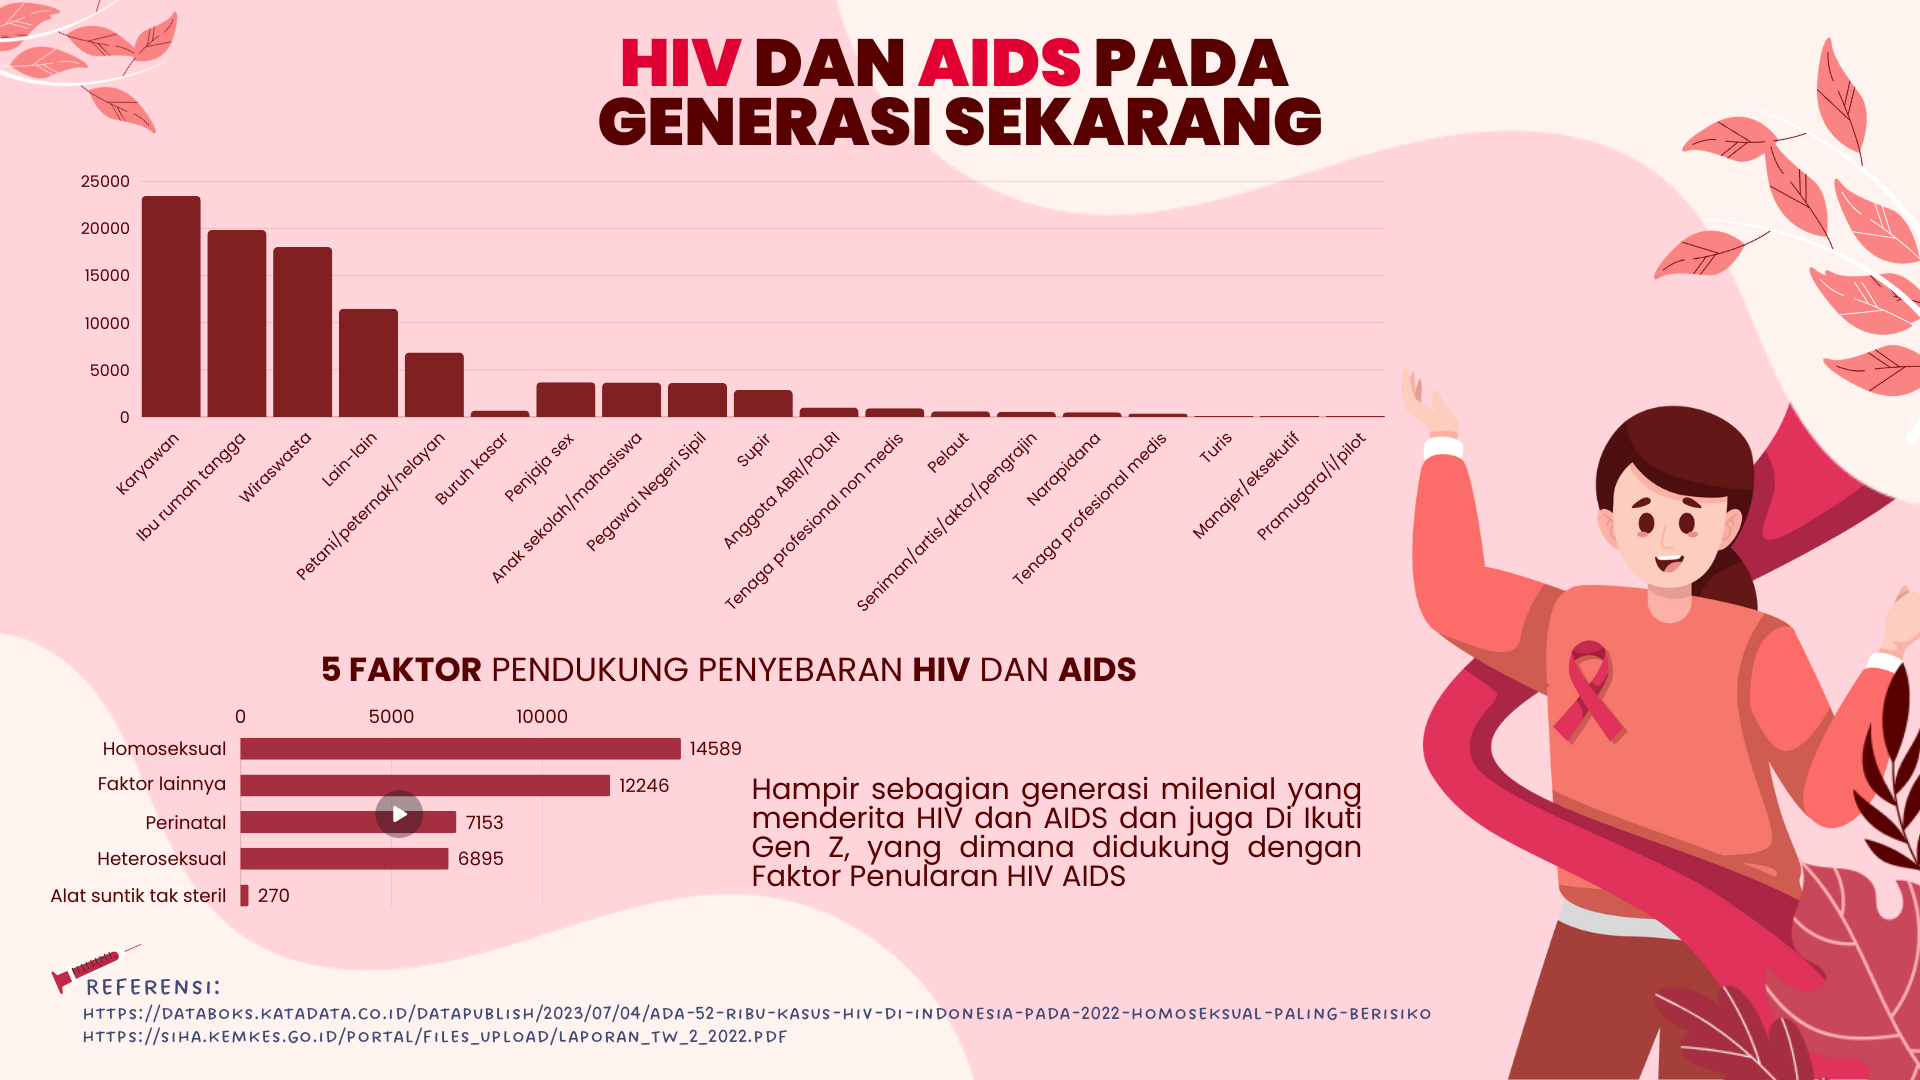 HIV DAN AIDS PADA
GENERASI SEKARANG
25000
20000
15000
10000
5000
0
Karyawan
Ibu rumah tangga
Wiraswasta
Lain-lain
Petani/peternak/nelayan
Buruh kasar
Penjaja sex
Anak sekolah/mahasiswa
Pegawai Negeri Sipil
Supir
Anggota ABRI/POLRI
Tenaga profesional non medis
Pelaut
Seniman/artis/aktor/pengrajin
Narapidana
Tenaga profesional medis
Turis
Manajer/eksekutif
Pramugara/i/pilot
5 FAKTOR PENDUKUNG PENYEBARAN HIV DAN AIDS
0 5000 10000
Homoseksual 14589
Faktor lainnya 12246
Perinatal 7153
Heteroseksual 6895
Alat suntik tak steril 270
Hampir sebagian generasi milenial yang
menderita HIV dan AIDS dan juga Di Ikuti
Gen Z, yang dimana didukung dengan
Faktor Penularan HIV AIDS
REFERENSI:
HTTPS://DATABOKS.KATADATA.CO.ID/DATAPUBLISH/2023/07/04/ADA-52-RIBU-KASUS-HIV-DI-INDONESIA-PADA-2022-HOMOSEKSUAL-PALING-BERISIKO
HTTPS://SIHA.KEMKES.GO.ID/PORTAL/FILES_UPLOAD/LAPORAN_TW_2_2022.PDF